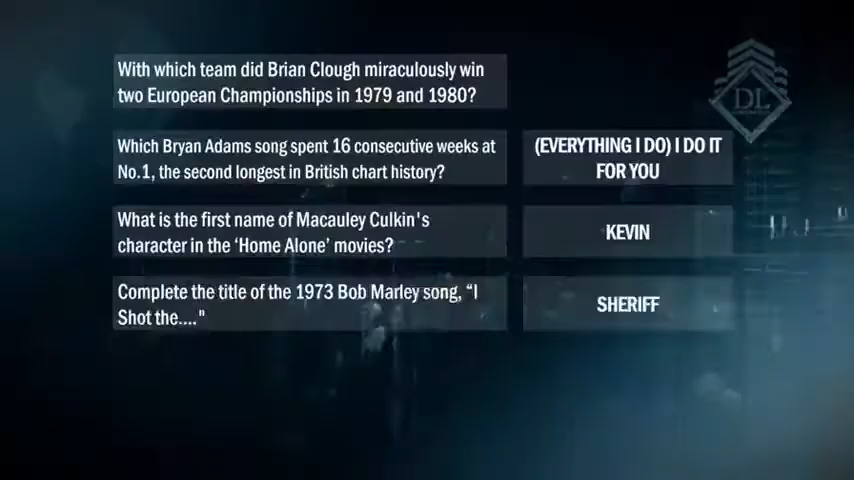 With which team did Brian Clough miraculously win
two European Championships in 1979 and 1980?
DL
Which Bryan Adams song spent 16 consecutive weeks at
No.1, the second longest in British chart history?
(EVERYTHING I DO) I DO IT
FOR YOU
What is the first name of Macauley Culkin's
character in the ‘Home Alone’ movies?
KEVIN
Complete the title of the 1973 Bob Marley song, “I
Shot the...."
SHERIFF